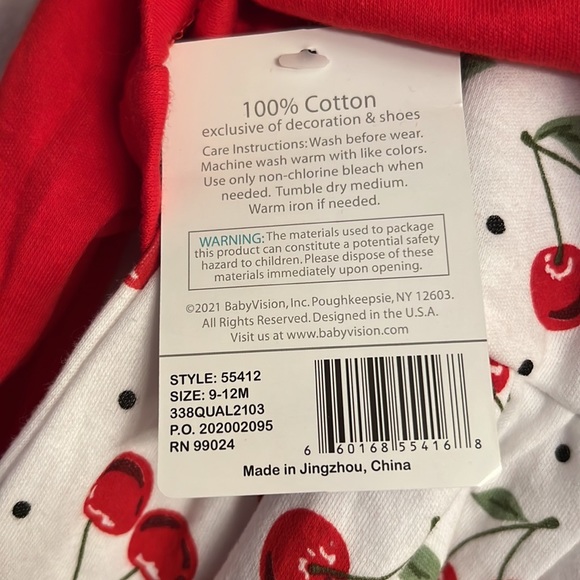 100% Cotton
exclusive of decoration & shoes
Care Instructions: Wash before wear.
Machine wash warm with like colors.
Use only non-chlorine bleach when
needed. Tumble dry medium.
Warm iron if needed.
WARNING: The materials used to package
this product can constitute a potential safety
hazard to children. Please dispose of these
materials immediately upon opening.
©2021 BabyVision, Inc. Poughkeepsie, NY 12603.
All Rights Reserved. Designed in the U.S.A.
Visit us at www.babyvision.com
STYLE: 55412
SIZE: 9-12M
338QUAL2103
P.O. 202002095
RN 99024
6 60168 55416 8
Made in Jingzhou, China